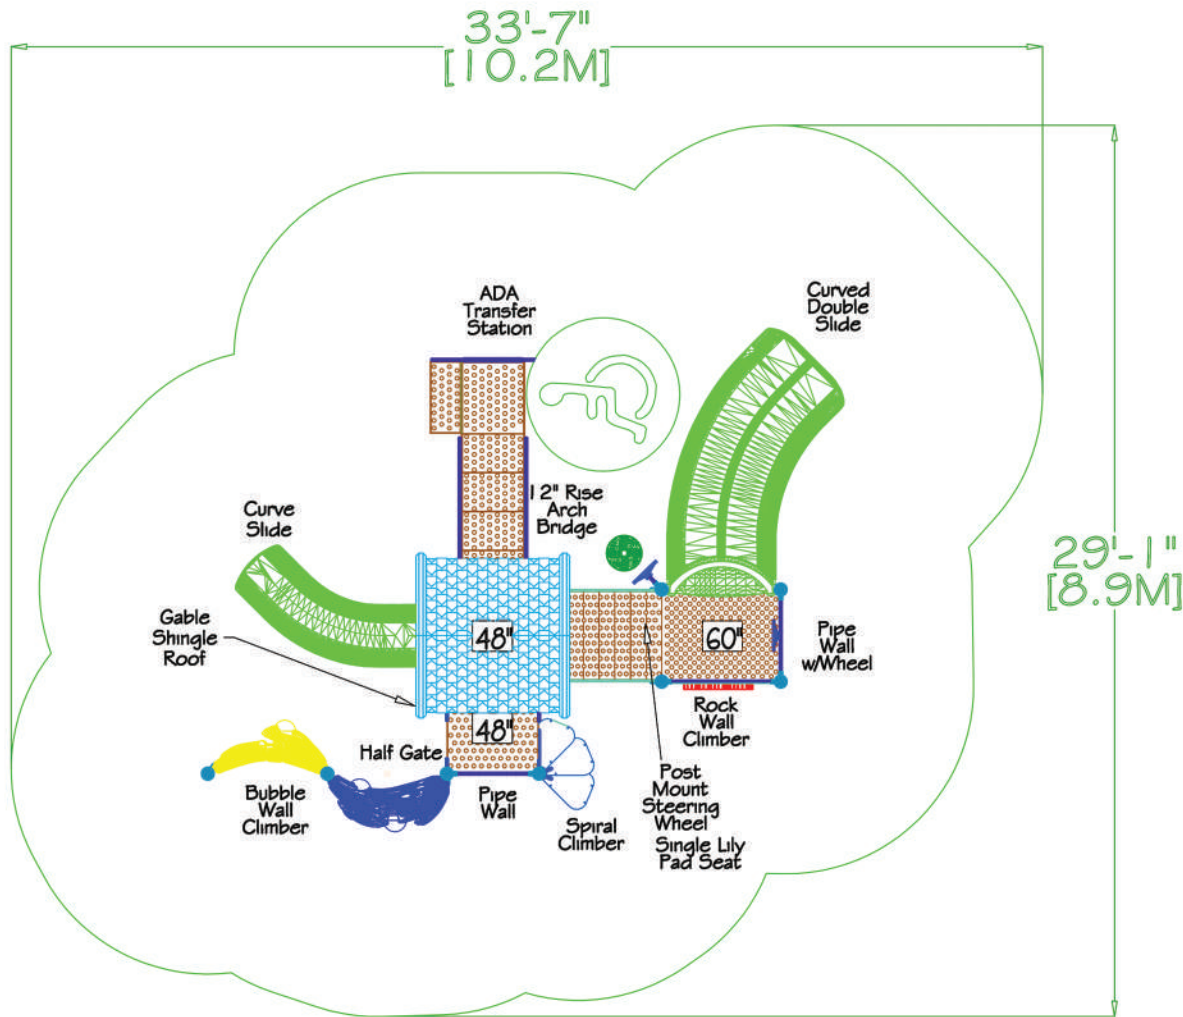 33'-7"
[10.2M]
ADA
Transfer
Station
Curved
Double
Slide
12" Rise
Arch
Bridge
Curve
Slide
29'-1"
[8.9M]
Gable
Shingle
Roof
48"
60"
Pipe
Wall
w/Wheel
48"
Rock
Wall
Climber
Half Gate
Bubble
Wall
Climber
Pipe
Wall
Spiral
Climber
Post
Mount
Steering
Wheel
Single Lily
Pad Seat